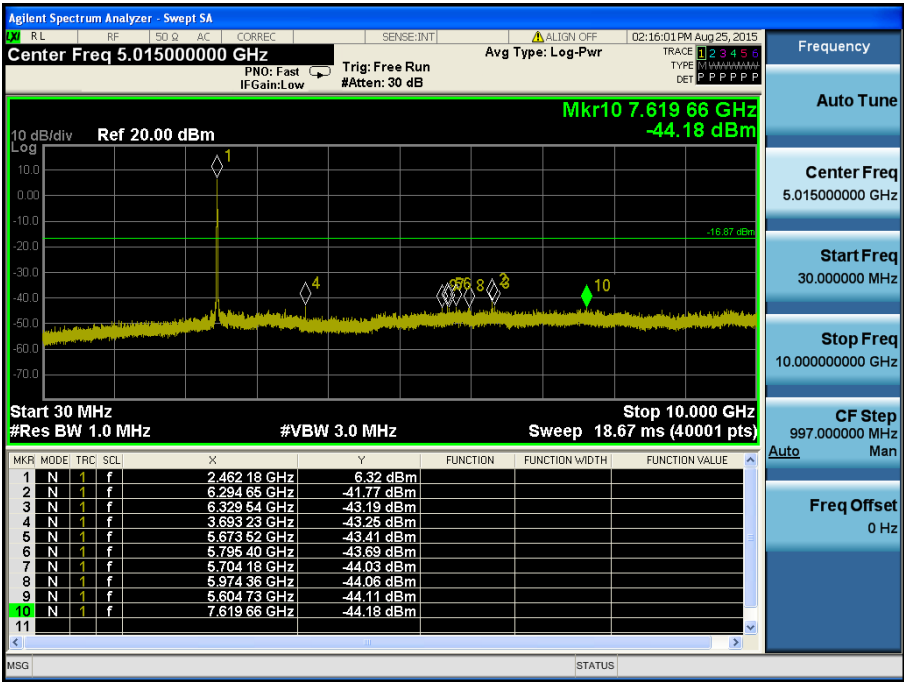 Agilent Spectrum Analyzer - Swept SA
LXI RL RF 50 Ω AC CORREC SENSE:INT ALIGN OFF 02:16:01 PM Aug 25, 2015
Center Freq 5.015000000 GHz
PNO: Fast
IFGain:Low
Trig: Free Run
#Atten: 30 dB
Avg Type: Log-Pwr
TRACE 1 2 3 4 5 6
TYPE M WWWWW
DET P P P P P P
Frequency
Auto Tune
Center Freq
5.015000000 GHz
Start Freq
30.000000 MHz
Stop Freq
10.000000000 GHz
CF Step
997.000000 MHz
Auto Man
Freq Offset
0 Hz
Mkr10 7.619 66 GHz
-44.18 dBm
10 dB/div Ref 20.00 dBm
Log
10.0
0.00
-10.0
-20.0
-30.0
-40.0
-50.0
-60.0
-70.0
1
-16.87 dBm
4
8
10
Start 30 MHz Stop 10.000 GHz
#Res BW 1.0 MHz #VBW 3.0 MHz Sweep 18.67 ms (40001 pts)
MKR MODE TRC SCL X Y FUNCTION FUNCTION WIDTH FUNCTION VALUE
1 N 1 f 2.462 18 GHz 6.32 dBm
2 N 1 f 6.294 65 GHz -41.77 dBm
3 N 1 f 6.329 54 GHz -43.19 dBm
4 N 1 f 3.693 23 GHz -43.25 dBm
5 N 1 f 5.673 52 GHz -43.41 dBm
6 N 1 f 5.795 40 GHz -43.69 dBm
7 N 1 f 5.704 18 GHz -44.03 dBm
8 N 1 f 5.974 36 GHz -44.06 dBm
9 N 1 f 5.604 73 GHz -44.11 dBm
10 N 1 f 7.619 66 GHz -44.18 dBm
11
MSG STATUS